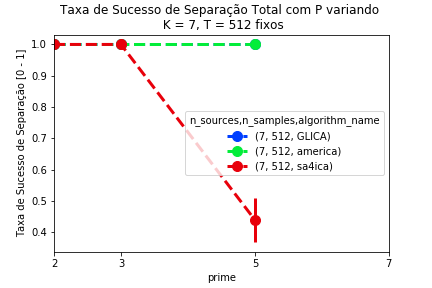 Taxa de Sucesso de Separação Total com P variando
K = 7, T = 512 fixos
Taxa de Sucesso de Separação [0 - 1]
1.0
0.9
0.8
0.7
0.6
0.5
0.4
n_sources,n_samples,algorithm_name
(7, 512, GLICA)
(7, 512, america)
(7, 512, sa4ica)
2 3 5 7
prime